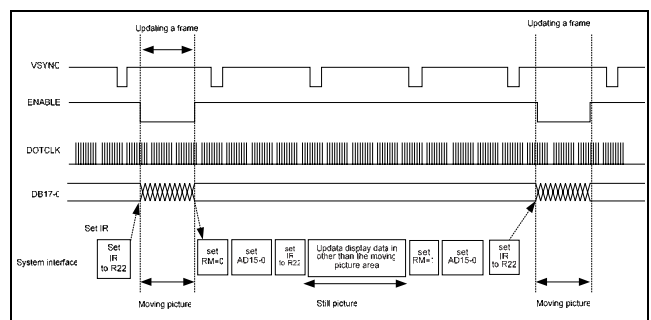 Updating a frame
Updating a frame
VSYNC
ENABLE
DOTCLK
DB17-0
Set IR
System interface
Set
IR
to R22
set
RM=0
set
AD15-0
set
IR
to R22
Updata display data in
other than the moving
picture area
set
RM=1
set
AD15-0
set
IR
to R22
Moving picture
Still picture
Moving picture